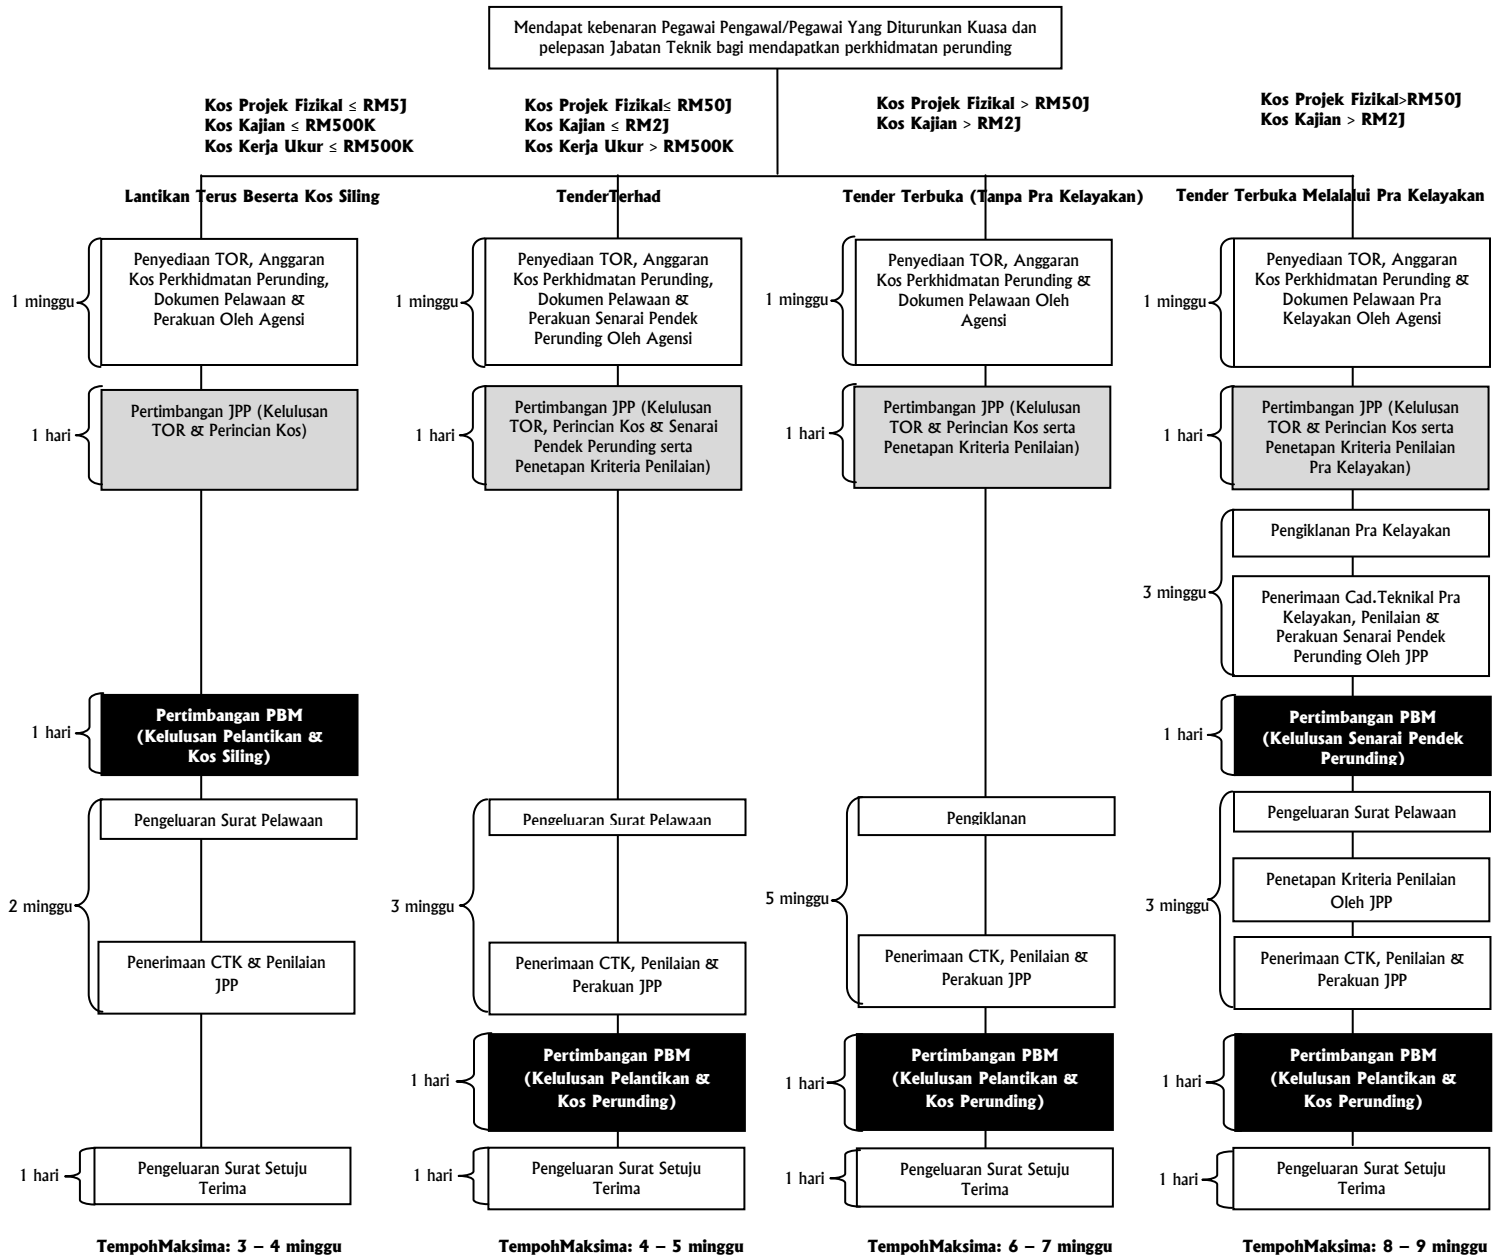 Mendapat kebenaran Pegawai Pengawal/Pegawai Yang Diturunkan Kuasa dan
pelepasan Jabatan Teknik bagi mendapatkan perkhidmatan perunding
Kos Projek Fizikal ≤ RM5J
Kos Kajian ≤ RM500K
Kos Kerja Ukur ≤ RM500K
Kos Projek Fizikal≤ RM50J
Kos Kajian ≤ RM2J
Kos Kerja Ukur > RM500K
Kos Projek Fizikal > RM50J
Kos Kajian > RM2J
Kos Projek Fizikal>RM50J
Kos Kajian > RM2J
Lantikan Terus Beserta Kos Siling
1 minggu
Penyediaan TOR, Anggaran
Kos Perkhidmatan Perunding,
Dokumen Pelawaan &
Perakuan Oleh Agensi
1 hari
Pertimbangan JPP (Kelulusan
TOR & Perincian Kos)
1 hari
Pertimbangan PBM
(Kelulusan Pelantikan &
Kos Siling)
2 minggu
Pengeluaran Surat Pelawaan
Penerimaan CTK & Penilaian
JPP
1 hari
Pengeluaran Surat Setuju
Terima
TempohMaksima: 3 – 4 minggu
TenderTerhad
1 minggu
Penyediaan TOR, Anggaran
Kos Perkhidmatan Perunding,
Dokumen Pelawaan &
Perakuan Senarai Pendek
Perunding Oleh Agensi
1 hari
Pertimbangan JPP (Kelulusan
TOR, Perincian Kos & Senarai
Pendek Perunding serta
Penetapan Kriteria Penilaian)
3 minggu
Pengeluaran Surat Pelawaan
Penerimaan CTK, Penilaian &
Perakuan JPP
1 hari
Pertimbangan PBM
(Kelulusan Pelantikan &
Kos Perunding)
1 hari
Pengeluaran Surat Setuju
Terima
TempohMaksima: 4 – 5 minggu
Tender Terbuka (Tanpa Pra Kelayakan)
1 minggu
Penyediaan TOR, Anggaran
Kos Perkhidmatan Perunding &
Dokumen Pelawaan Oleh
Agensi
1 hari
Pertimbangan JPP (Kelulusan
TOR & Perincian Kos serta
Penetapan Kriteria Penilaian)
5 minggu
Pengiklanan
Penerimaan CTK, Penilaian &
Perakuan JPP
1 hari
Pertimbangan PBM
(Kelulusan Pelantikan &
Kos Perunding)
1 hari
Pengeluaran Surat Setuju
Terima
TempohMaksima: 6 – 7 minggu
Tender Terbuka Melalalui Pra Kelayakan
1 minggu
Penyediaan TOR, Anggaran
Kos Perkhidmatan Perunding &
Dokumen Pelawaan Pra
Kelayakan Oleh Agensi
1 hari
Pertimbangan JPP (Kelulusan
TOR & Perincian Kos serta
Penetapan Kriteria Penilaian
Pra Kelayakan)
3 minggu
Pengiklanan Pra Kelayakan
Penerimaan Cad.Teknikal Pra
Kelayakan, Penilaian &
Perakuan Senarai Pendek
Perunding Oleh JPP
1 hari
Pertimbangan PBM
(Kelulusan Senarai Pendek
Perunding)
3 minggu
Pengeluaran Surat Pelawaan
Penetapan Kriteria Penilaian
Oleh JPP
Penerimaan CTK, Penilaian &
Perakuan JPP
1 hari
Pertimbangan PBM
(Kelulusan Pelantikan &
Kos Perunding)
1 hari
Pengeluaran Surat Setuju
Terima
TempohMaksima: 8 – 9 minggu